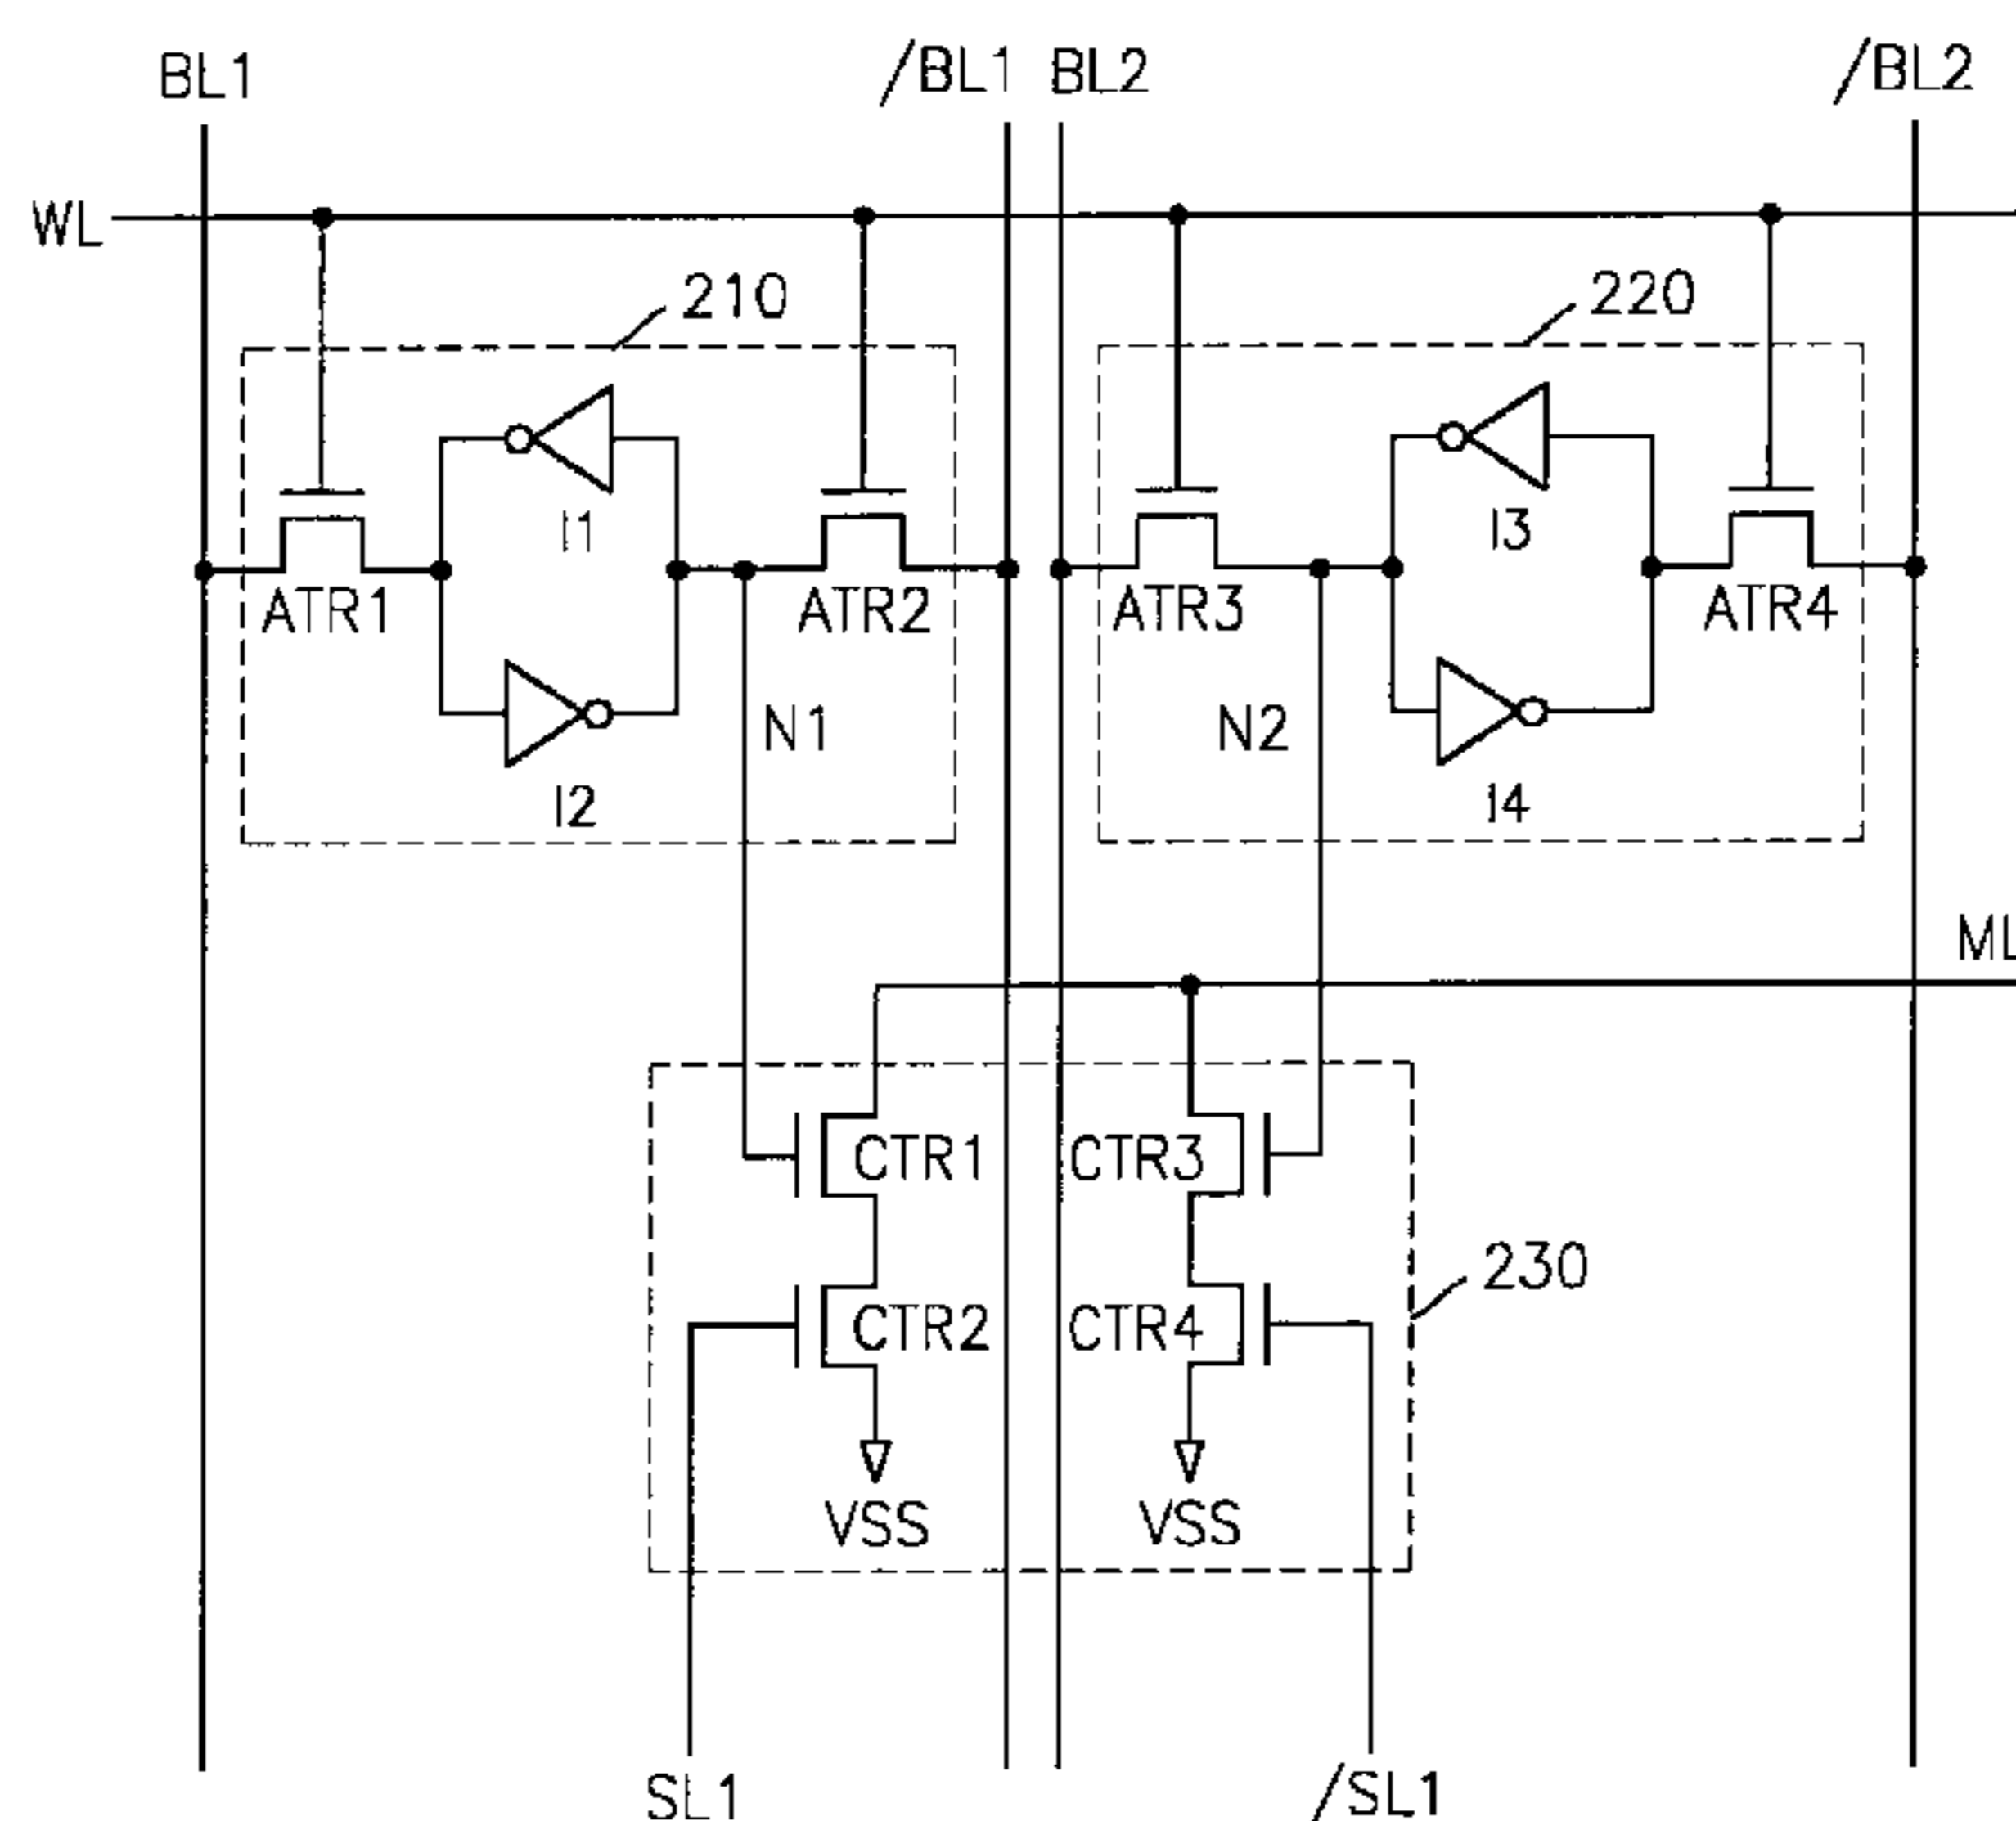 BL1 /BL1 BL2 /BL2
WL
210 220
I1 I3
ATR1 ATR2 ATR3 ATR4
N1 N2
I2 I4
ML
CTR1 CTR3
230
CTR2 CTR4
VSS VSS
SL1 /SL1